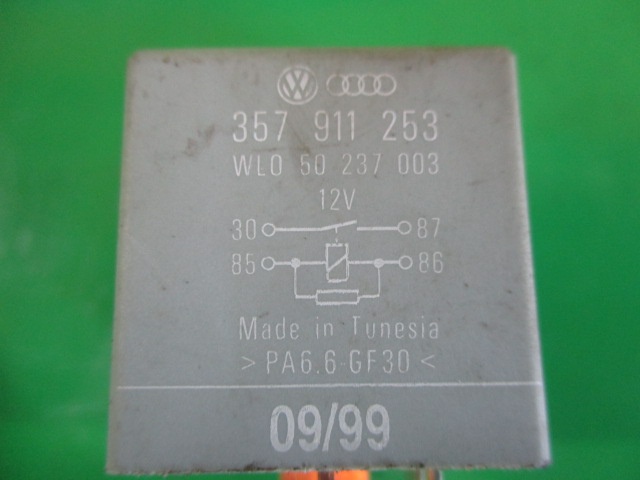 VW
357 911 253
WLO 50 237 003
12V
30 87
85 86
Made in Tunesia
>PA6.6-GF30<
09/99